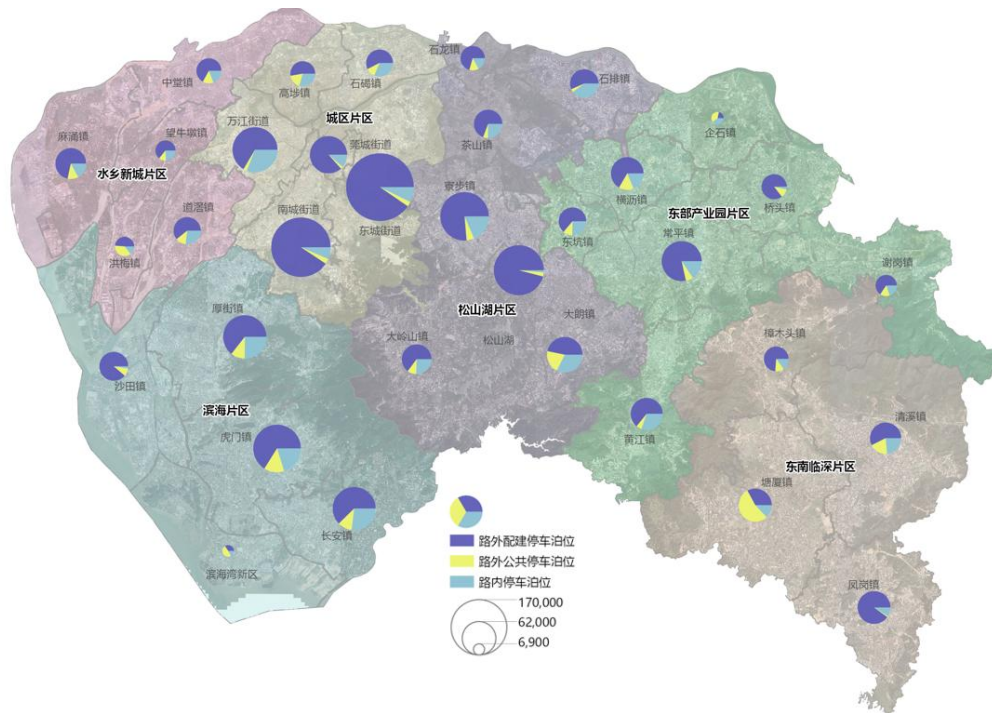 石龙镇
石碣镇
石排镇
中堂镇
高埗镇
城区片区
万江街道
莞城街道
企石镇
麻涌镇
望牛墩镇
茶山镇
水乡新城片区
寮步镇
横沥镇
桥头镇
道滘镇
南城街道
东城街道
东坑镇
东部产业园片区
常平镇
洪梅镇
谢岗镇
厚街镇
松山湖片区
大朗镇
樟木头镇
大岭山镇
松山湖
沙田镇
滨海片区
虎门镇
黄江镇
清溪镇
东南临深片区
塘厦镇
长安镇
滨海湾新区
凤岗镇
路外配建停车泊位
路外公共停车泊位
路内停车泊位
170,000
62,000
6,900